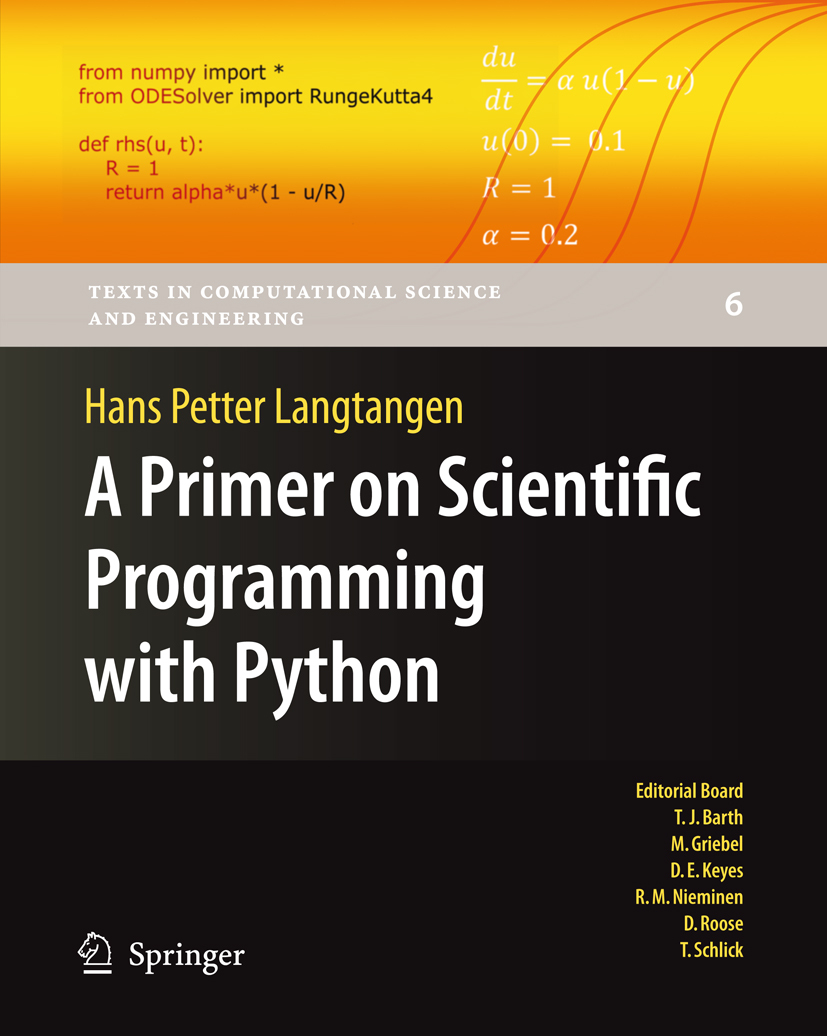 from numpy import *
from ODESolver import RungeKutta4
def rhs(u, t):
R = 1
return alpha*u*(1 - u/R)
du/dt = α u(1 − u)
u(0) = 0.1
R = 1
α = 0.2
TEXTS IN COMPUTATIONAL SCIENCE
AND ENGINEERING
6
Hans Petter Langtangen
A Primer on Scientific
Programming
with Python
Editorial Board
T. J. Barth
M. Griebel
D. E. Keyes
R. M. Nieminen
D. Roose
T. Schlick
Springer